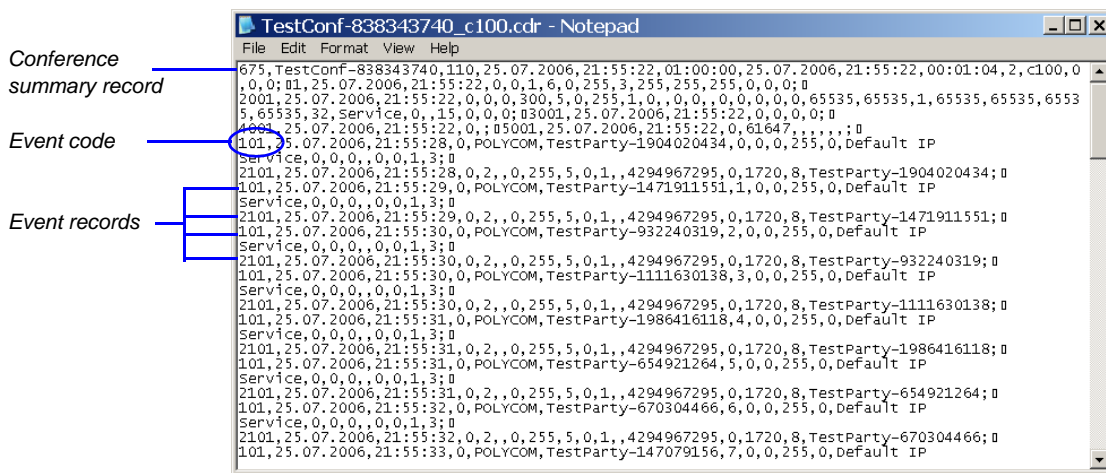 TestConf-838343740_c100.cdr - Notepad
File Edit Format View Help
Conference
summary record
Event code
Event records
675,TestConf-838343740,110,25.07.2006,21:55:22,01:00:00,25.07.2006,21:55:22,00:01:04,2,c100,0
,0,0;▯1,25.07.2006,21:55:22,0,0,1,6,0,255,3,255,255,255,0,0,0;▯
2001,25.07.2006,21:55:22,0,0,0,300,5,0,255,1,0,,0,0,,0,0,0,0,0,65535,65535,1,65535,65535,6553
5,65535,32,Service,0,,15,0,0,0;▯3001,25.07.2006,21:55:22,0,0,0,0;▯
4001,25.07.2006,21:55:22,0,;▯5001,25.07.2006,21:55:22,0,61647,,,,,,;▯
101,25.07.2006,21:55:28,0,POLYCOM,TestParty-1904020434,0,0,0,255,0,Default IP
Service,0,0,0,,0,0,1,3;▯
2101,25.07.2006,21:55:28,0,2,,0,255,5,0,1,,4294967295,0,1720,8,TestParty-1904020434;▯
101,25.07.2006,21:55:29,0,POLYCOM,TestParty-1471911551,1,0,0,255,0,Default IP
Service,0,0,0,,0,0,1,3;▯
2101,25.07.2006,21:55:29,0,2,,0,255,5,0,1,,4294967295,0,1720,8,TestParty-1471911551;▯
101,25.07.2006,21:55:30,0,POLYCOM,TestParty-932240319,2,0,0,255,0,Default IP
Service,0,0,0,,0,0,1,3;▯
2101,25.07.2006,21:55:30,0,2,,0,255,5,0,1,,4294967295,0,1720,8,TestParty-932240319;▯
101,25.07.2006,21:55:30,0,POLYCOM,TestParty-1111630138,3,0,0,255,0,Default IP
Service,0,0,0,,0,0,1,3;▯
2101,25.07.2006,21:55:30,0,2,,0,255,5,0,1,,4294967295,0,1720,8,TestParty-1111630138;▯
101,25.07.2006,21:55:31,0,POLYCOM,TestParty-1986416118,4,0,0,255,0,Default IP
Service,0,0,0,,0,0,1,3;▯
2101,25.07.2006,21:55:31,0,2,,0,255,5,0,1,,4294967295,0,1720,8,TestParty-1986416118;▯
101,25.07.2006,21:55:31,0,POLYCOM,TestParty-654921264,5,0,0,255,0,Default IP
Service,0,0,0,,0,0,1,3;▯
2101,25.07.2006,21:55:31,0,2,,0,255,5,0,1,,4294967295,0,1720,8,TestParty-654921264;▯
101,25.07.2006,21:55:32,0,POLYCOM,TestParty-670304466,6,0,0,255,0,Default IP
Service,0,0,0,,0,0,1,3;▯
2101,25.07.2006,21:55:32,0,2,,0,255,5,0,1,,4294967295,0,1720,8,TestParty-670304466;▯
101,25.07.2006,21:55:33,0,POLYCOM,TestParty-147079156,7,0,0,255,0,Default IP